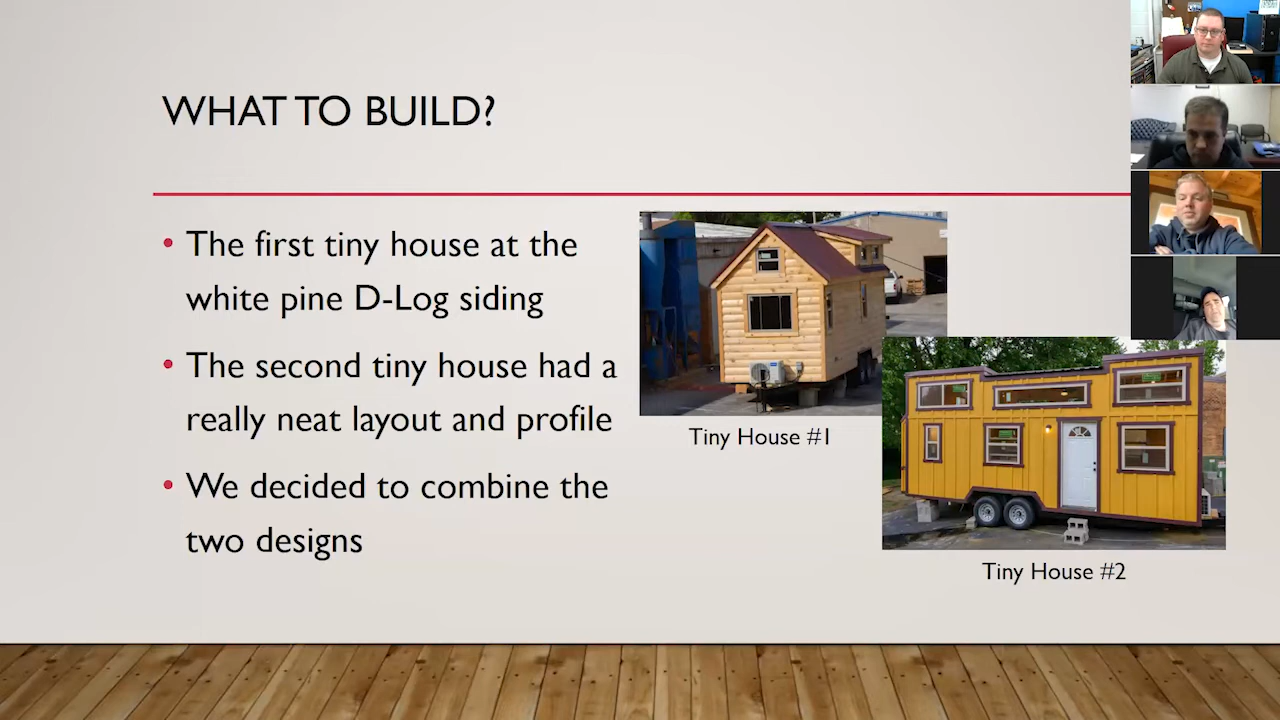 WHAT TO BUILD?
• The first tiny house at the
white pine D-Log siding
• The second tiny house had a
really neat layout and profile
• We decided to combine the
two designs
Tiny House #1
Tiny House #2